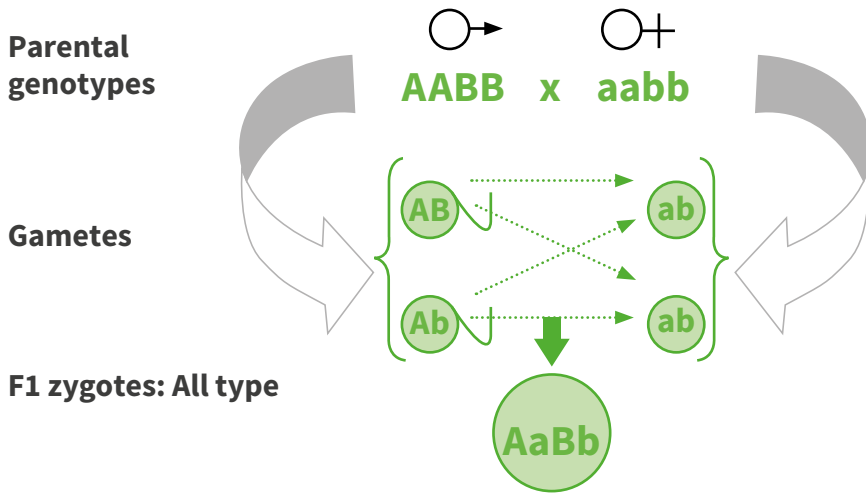 Parental
genotypes
AABB x aabb
Gametes
AB ab
Ab ab
F1 zygotes: All type
AaBb